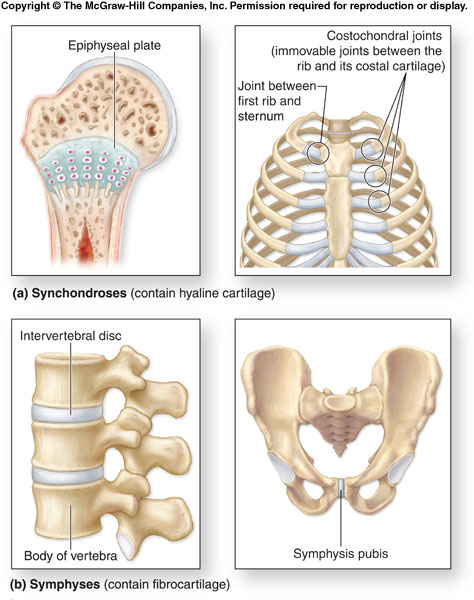 Copyright © The McGraw-Hill Companies, Inc. Permission required for reproduction or display.
Epiphyseal plate
Costochondral joints
(immovable joints between the
rib and its costal cartilage)
Joint between
first rib and
sternum
(a) Synchondroses (contain hyaline cartilage)
Intervertebral disc
Body of vertebra
Symphysis pubis
(b) Symphyses (contain fibrocartilage)